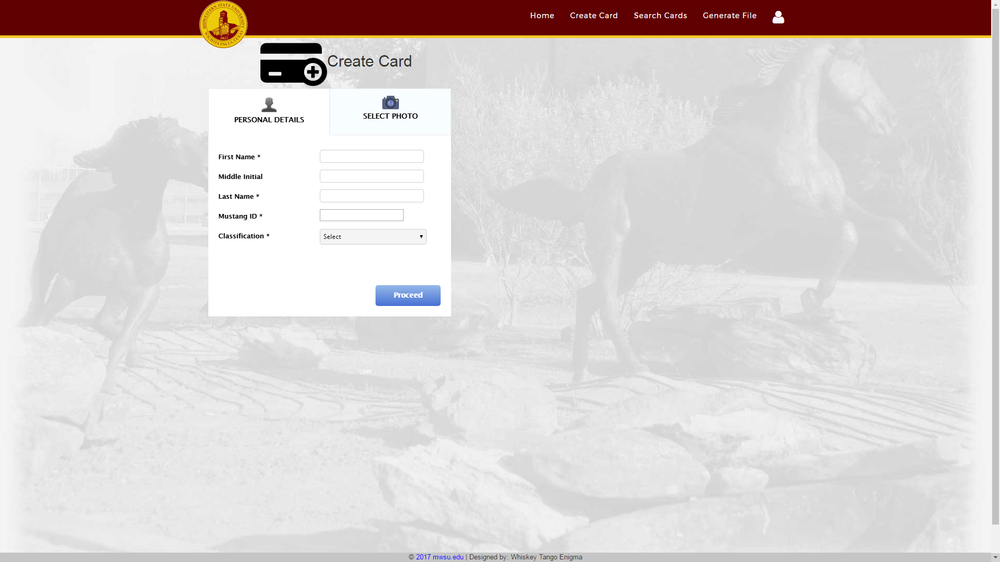 MIDWESTERN STATE UNIVERSITY
1922
WICHITA FALLS, TEXAS
Home Create Card Search Cards Generate File
Create Card
PERSONAL DETAILS
SELECT PHOTO
First Name *
Middle Initial
Last Name *
Mustang ID *
Classification *
Select
Proceed
© 2017 mwsu.edu | Designed by: Whiskey Tango Enigma